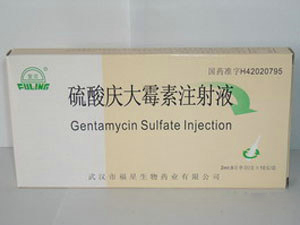 国药准字H42020795
FULING
硫酸庆大霉素注射液
Gentamycin Sulfate Injection
武汉市福星生物药业有限公司